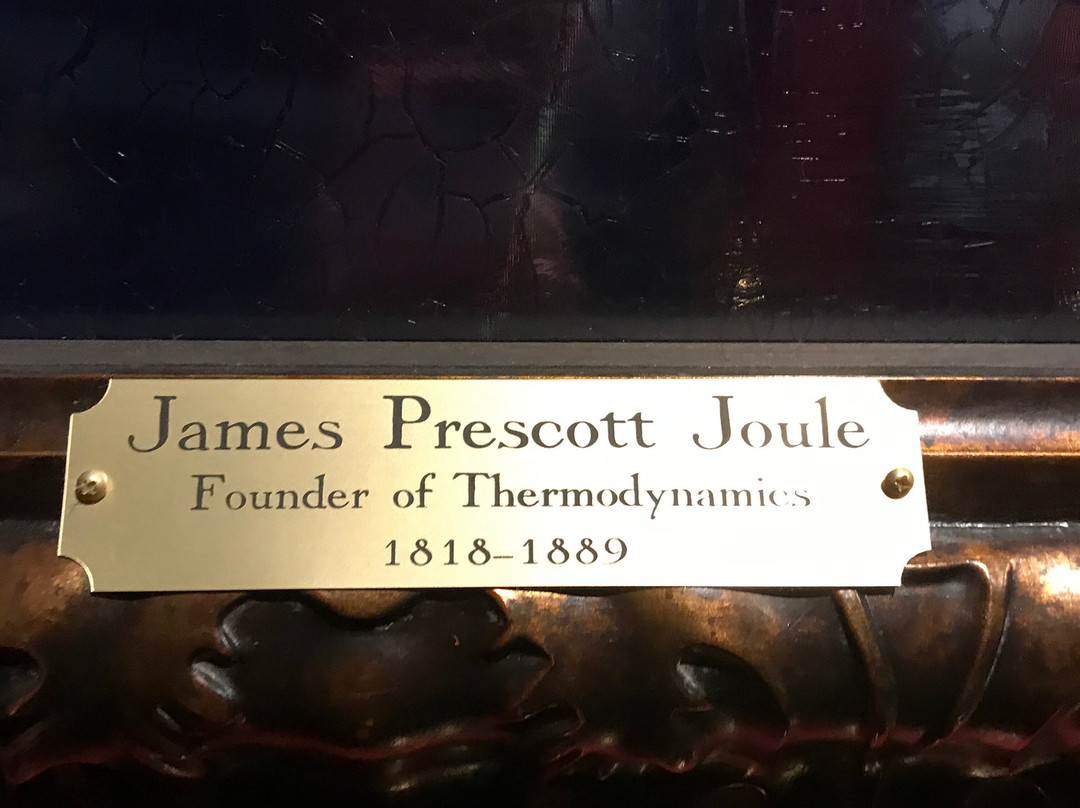 James Prescott Joule
Founder of Thermodynamics
1818–1889